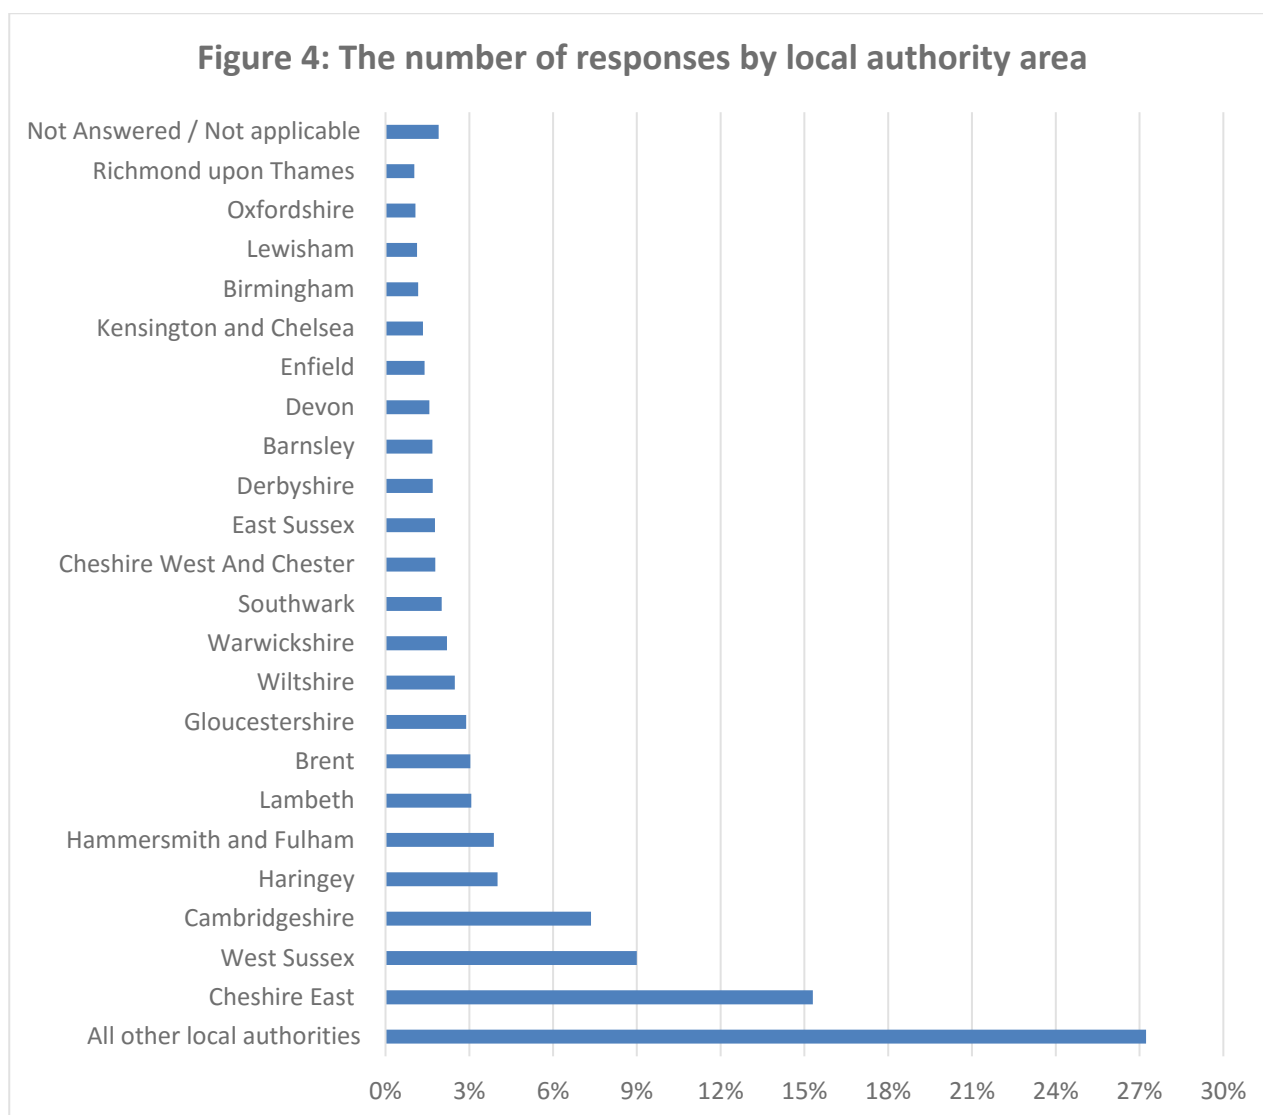 Figure 4: The number of responses by local authority area
Not Answered / Not applicable
Richmond upon Thames
Oxfordshire
Lewisham
Birmingham
Kensington and Chelsea
Enfield
Devon
Barnsley
Derbyshire
East Sussex
Cheshire West And Chester
Southwark
Warwickshire
Wiltshire
Gloucestershire
Brent
Lambeth
Hammersmith and Fulham
Haringey
Cambridgeshire
West Sussex
Cheshire East
All other local authorities
0% 3% 6% 9% 12% 15% 18% 21% 24% 27% 30%